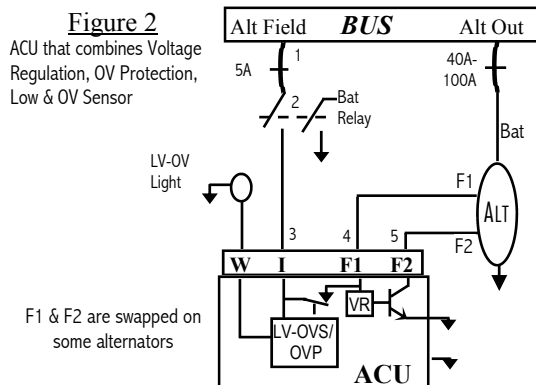 Figure 2
ACU that combines Voltage
Regulation, OV Protection,
Low & OV Sensor
Alt Field BUS Alt Out
1
5A
40A-
100A
2
Bat
Relay
Bat
LV-OV
Light
F1
ALT
F2
3 4 5
W I F1 F2
VR
LV-OVS/
OVP
ACU
F1 & F2 are swapped on
some alternators